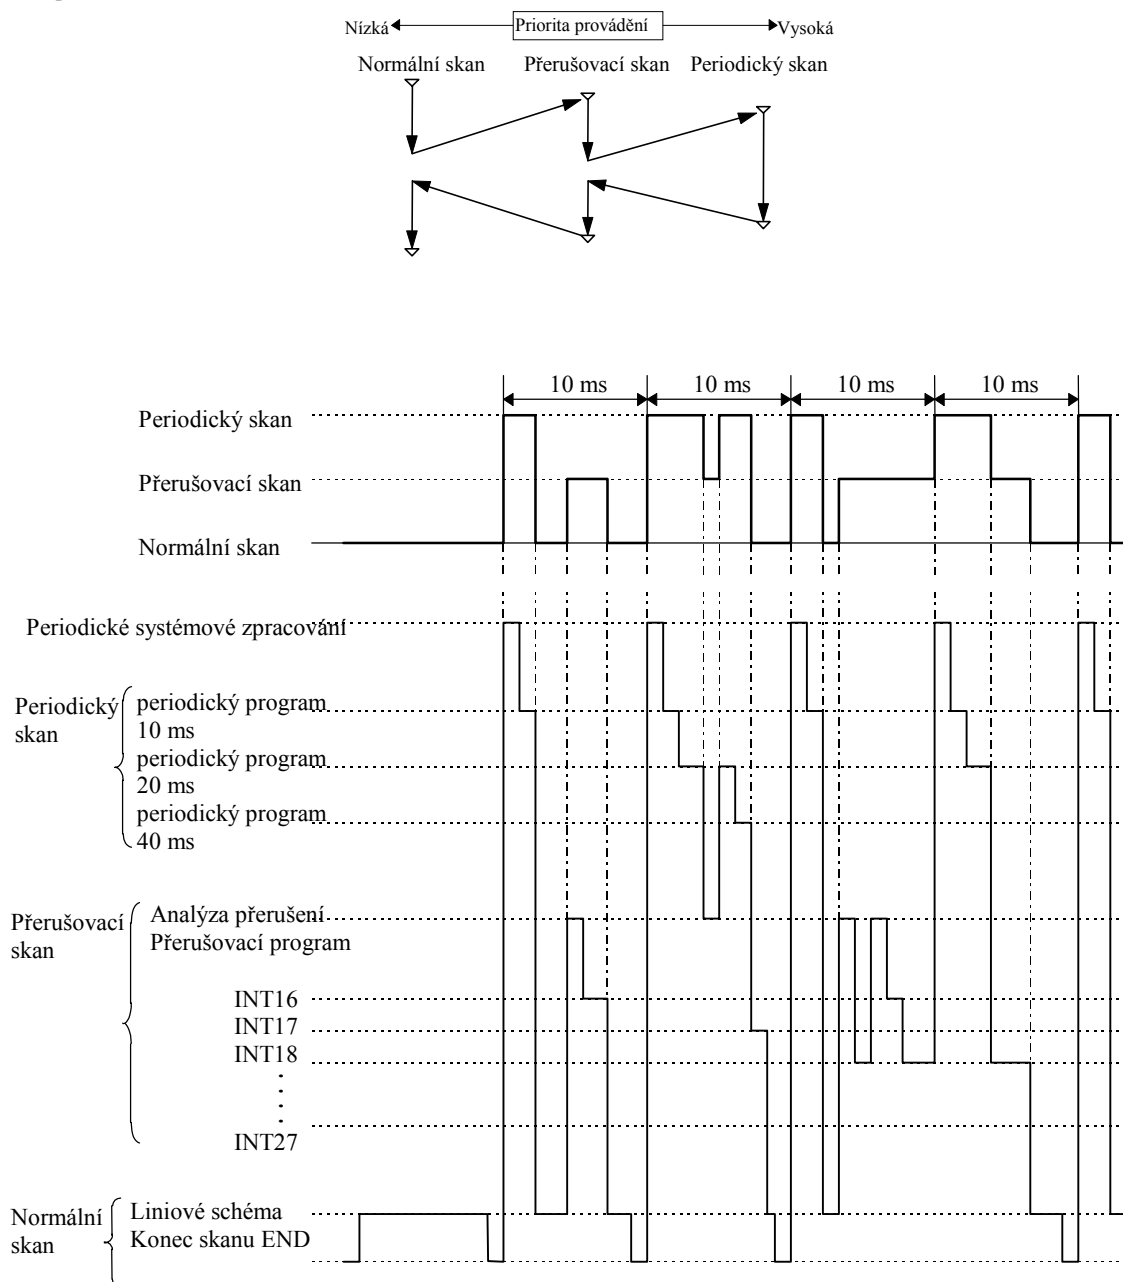 Nízká Priorita provádění Vysoká
Normální skan Přerušovací skan Periodický skan
10 ms 10 ms 10 ms 10 ms
Periodický skan
Přerušovací skan
Normální skan
Periodické systémové zpracování
Periodický skan
periodický program 10 ms
periodický program 20 ms
periodický program 40 ms
Přerušovací skan
Analýza přerušení
Přerušovací program
INT16
INT17
INT18
INT27
Normální skan
Liniové schéma
Konec skanu END